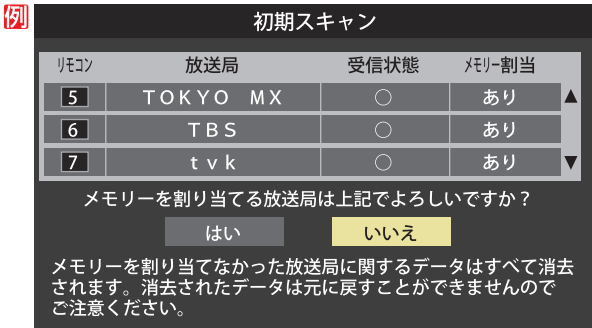 例
初期スキャン
ﾘﾓｺﾝ 放送局 受信状態 ﾒﾓﾘｰ割当
5 ＴＯＫＹＯ　ＭＸ ○ あり ▲
6 ＴＢＳ ○ あり
7 ｔｖｋ ○ あり ▼
メモリーを割り当てる放送局は上記でよろしいですか？
はい いいえ
メモリーを割り当てなかった放送局に関するデータはすべて消去
されます。消去されたデータは元に戻すことができませんので
ご注意ください。